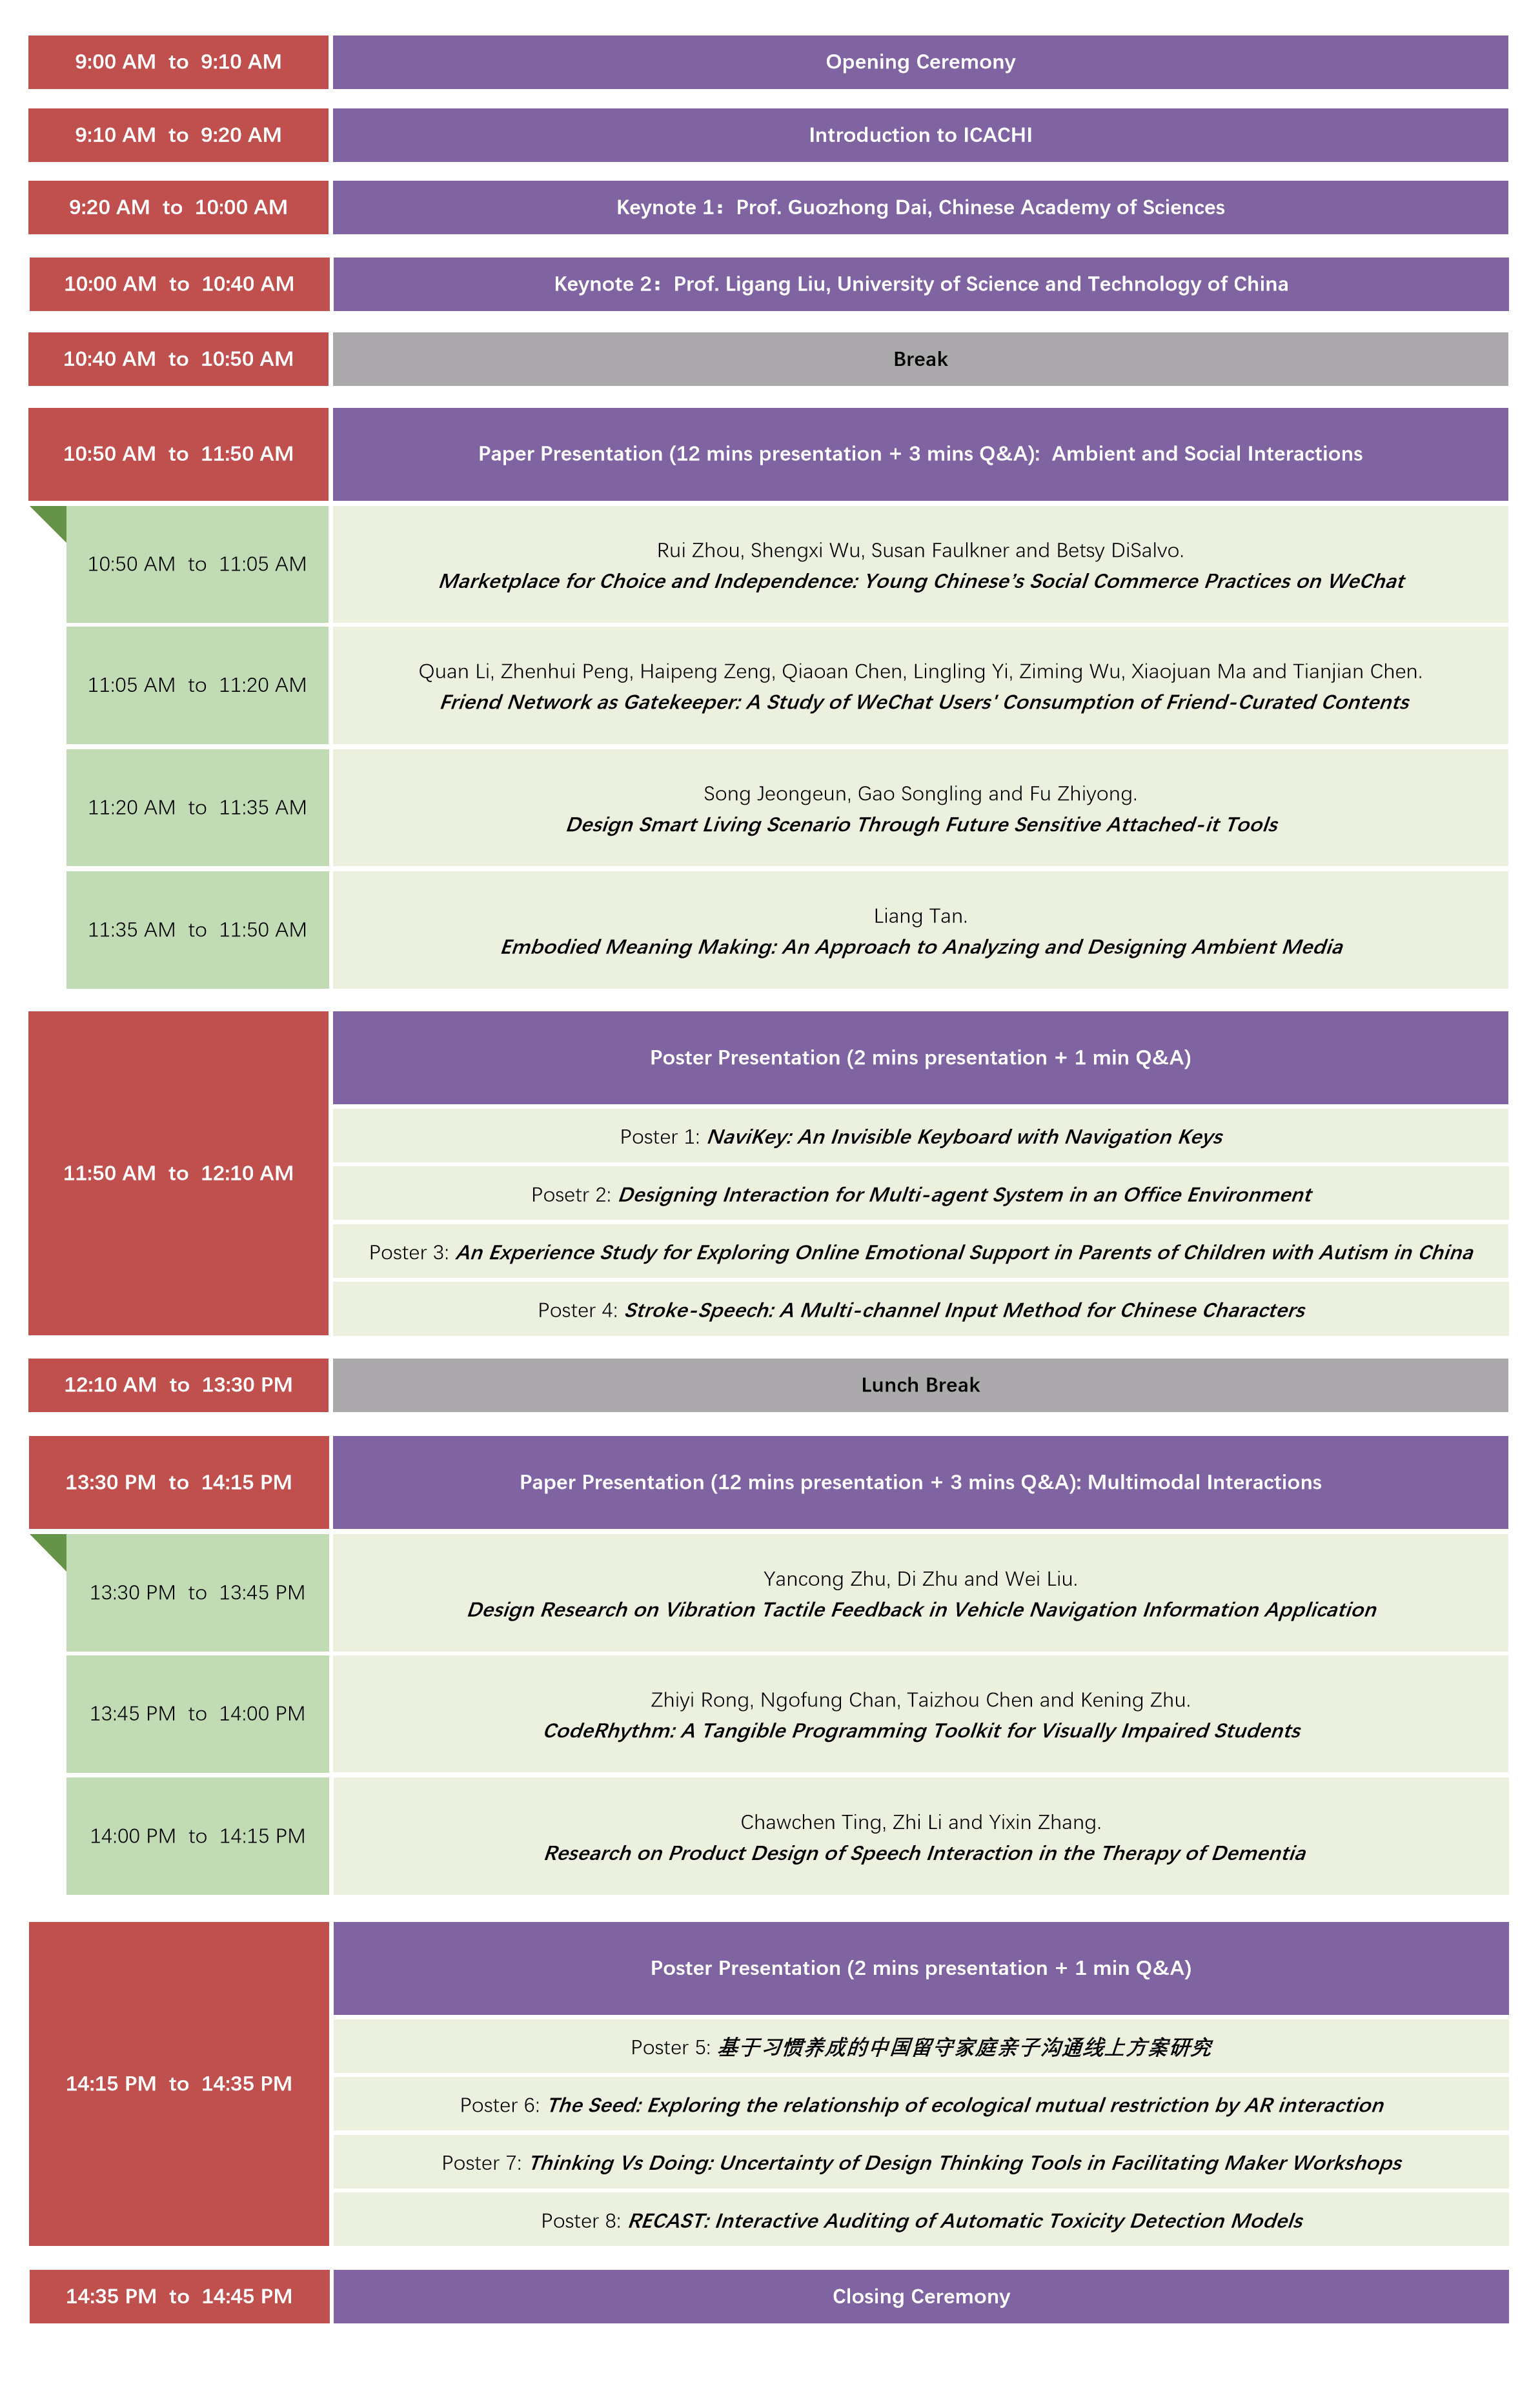 9:00 AM to 9:10 AM
Opening Ceremony
9:10 AM to 9:20 AM
Introduction to ICACHI
9:20 AM to 10:00 AM
Keynote 1：Prof. Guozhong Dai, Chinese Academy of Sciences
10:00 AM to 10:40 AM
Keynote 2：Prof. Ligang Liu, University of Science and Technology of China
10:40 AM to 10:50 AM
Break
10:50 AM to 11:50 AM
Paper Presentation (12 mins presentation + 3 mins Q&A): Ambient and Social Interactions
10:50 AM to 11:05 AM
Rui Zhou, Shengxi Wu, Susan Faulkner and Betsy DiSalvo.
Marketplace for Choice and Independence: Young Chinese’s Social Commerce Practices on WeChat
11:05 AM to 11:20 AM
Quan Li, Zhenhui Peng, Haipeng Zeng, Qiaoan Chen, Lingling Yi, Ziming Wu, Xiaojuan Ma and Tianjian Chen.
Friend Network as Gatekeeper: A Study of WeChat Users' Consumption of Friend-Curated Contents
11:20 AM to 11:35 AM
Song Jeongeun, Gao Songling and Fu Zhiyong.
Design Smart Living Scenario Through Future Sensitive Attached-it Tools
11:35 AM to 11:50 AM
Liang Tan.
Embodied Meaning Making: An Approach to Analyzing and Designing Ambient Media
11:50 AM to 12:10 AM
Poster Presentation (2 mins presentation + 1 min Q&A)
Poster 1: NaviKey: An Invisible Keyboard with Navigation Keys
Posetr 2: Designing Interaction for Multi-agent System in an Office Environment
Poster 3: An Experience Study for Exploring Online Emotional Support in Parents of Children with Autism in China
Poster 4: Stroke-Speech: A Multi-channel Input Method for Chinese Characters
12:10 AM to 13:30 PM
Lunch Break
13:30 PM to 14:15 PM
Paper Presentation (12 mins presentation + 3 mins Q&A): Multimodal Interactions
13:30 PM to 13:45 PM
Yancong Zhu, Di Zhu and Wei Liu.
Design Research on Vibration Tactile Feedback in Vehicle Navigation Information Application
13:45 PM to 14:00 PM
Zhiyi Rong, Ngofung Chan, Taizhou Chen and Kening Zhu.
CodeRhythm: A Tangible Programming Toolkit for Visually Impaired Students
14:00 PM to 14:15 PM
Chawchen Ting, Zhi Li and Yixin Zhang.
Research on Product Design of Speech Interaction in the Therapy of Dementia
14:15 PM to 14:35 PM
Poster Presentation (2 mins presentation + 1 min Q&A)
Poster 5: 基于习惯养成的中国留守家庭亲子沟通线上方案研究
Poster 6: The Seed: Exploring the relationship of ecological mutual restriction by AR interaction
Poster 7: Thinking Vs Doing: Uncertainty of Design Thinking Tools in Facilitating Maker Workshops
Poster 8: RECAST: Interactive Auditing of Automatic Toxicity Detection Models
14:35 PM to 14:45 PM
Closing Ceremony